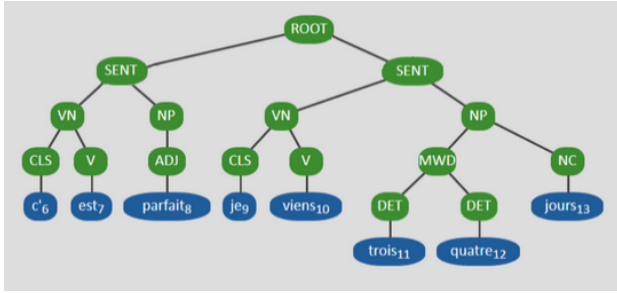 ROOT
SENT SENT
VN NP VN NP
CLS V ADJ CLS V MWD NC
c'6 est7 parfait8 je9 viens10 DET DET jours13
trois11 quatre12